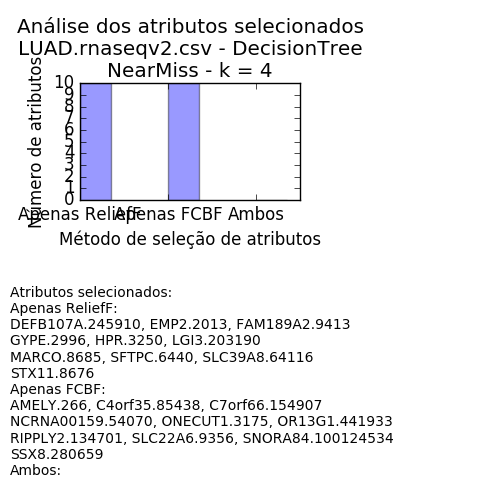 Análise dos atributos selecionados
LUAD.rnaseqv2.csv - DecisionTree
NearMiss - k = 4
Número de atributos
10
9
8
7
6
5
4
3
2
1
0
Apenas ReliefF
Apenas FCBF
Ambos
Método de seleção de atributos
Atributos selecionados:
Apenas ReliefF:
DEFB107A.245910, EMP2.2013, FAM189A2.9413
GYPE.2996, HPR.3250, LGI3.203190
MARCO.8685, SFTPC.6440, SLC39A8.64116
STX11.8676
Apenas FCBF:
AMELY.266, C4orf35.85438, C7orf66.154907
NCRNA00159.54070, ONECUT1.3175, OR13G1.441933
RIPPLY2.134701, SLC22A6.9356, SNORA84.100124534
SSX8.280659
Ambos: